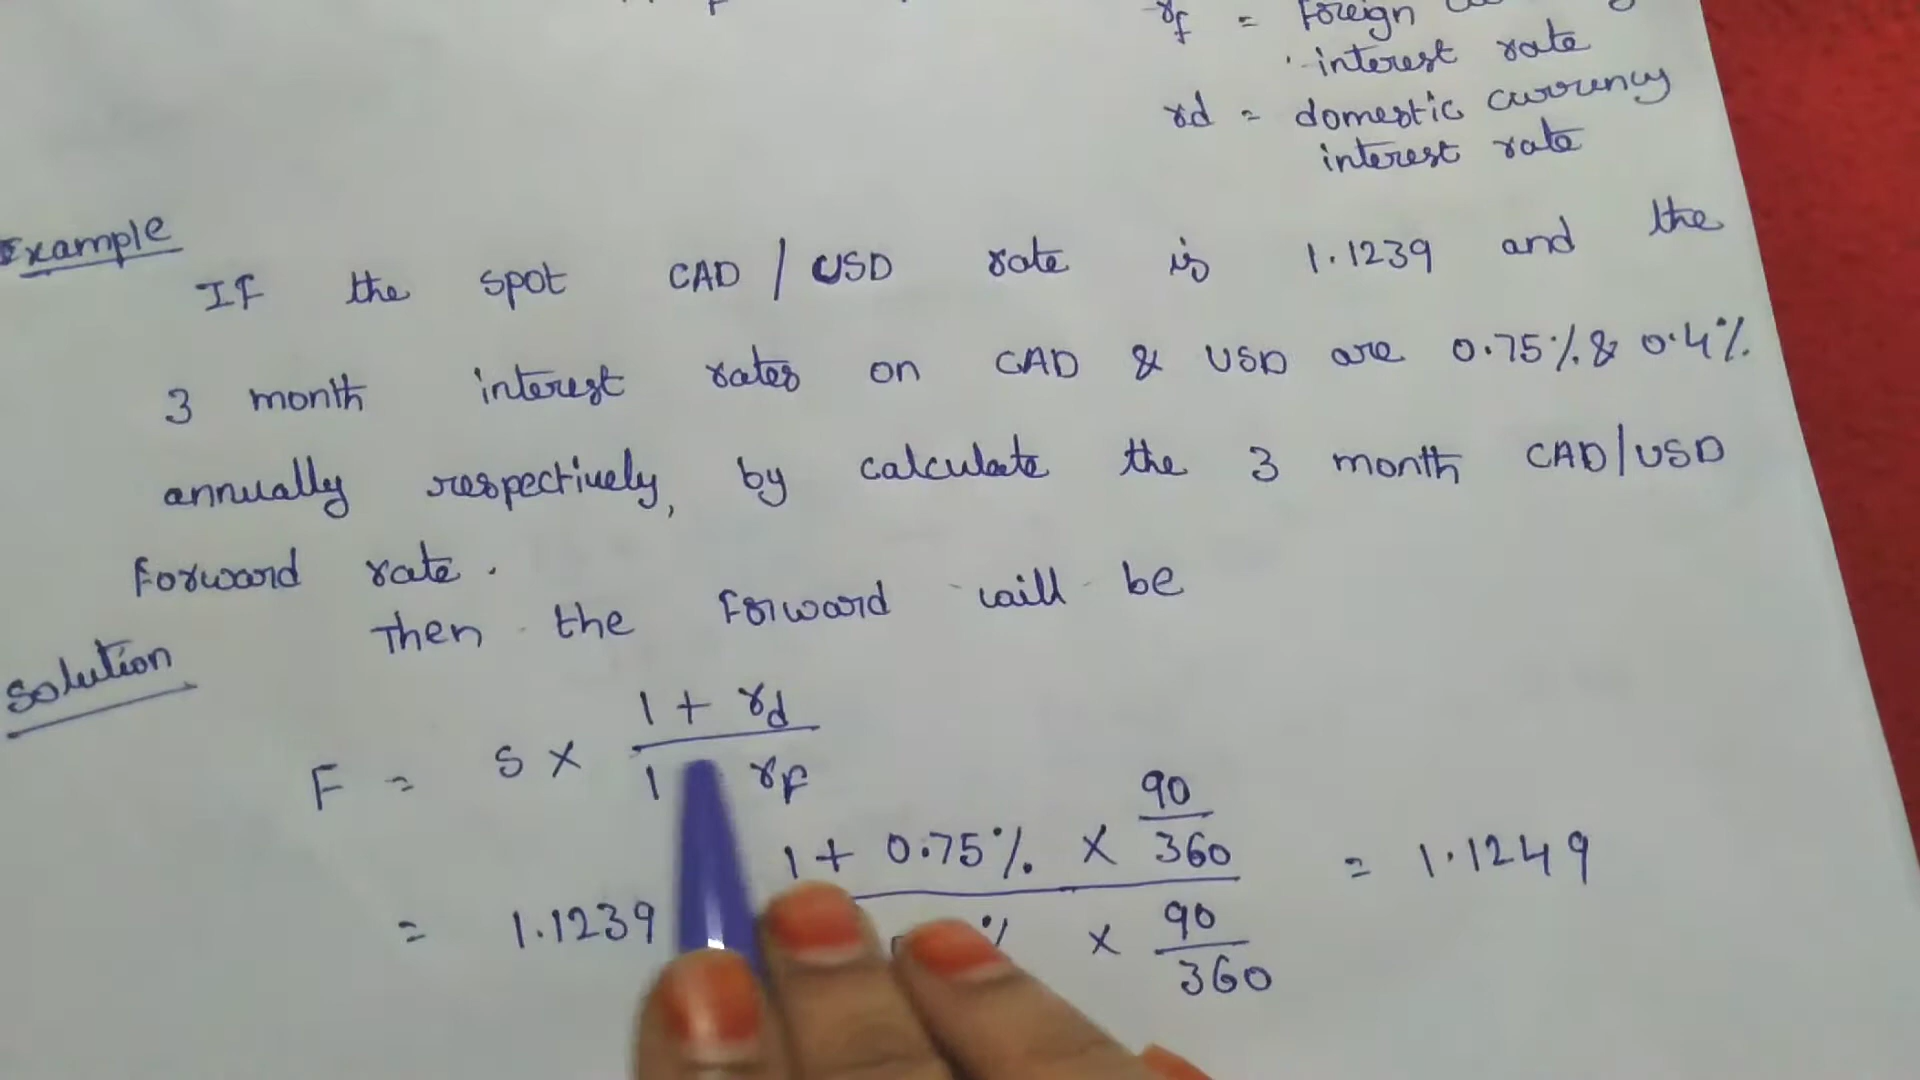 rf = Foreign
interest rate
rd = domestic currency
interest rate
Example
If the spot CAD / USD rate is 1.1239 and the
3 month interest rates on CAD & USD are 0.75% & 0.4%
annually respectively, by calculate the 3 month CAD/USD
forward rate.
Solution
Then the forward will be
F = S × 1 + rd
1 rf
= 1.1239 1 + 0.75% × 90/360 = 1.1249
% × 90/360